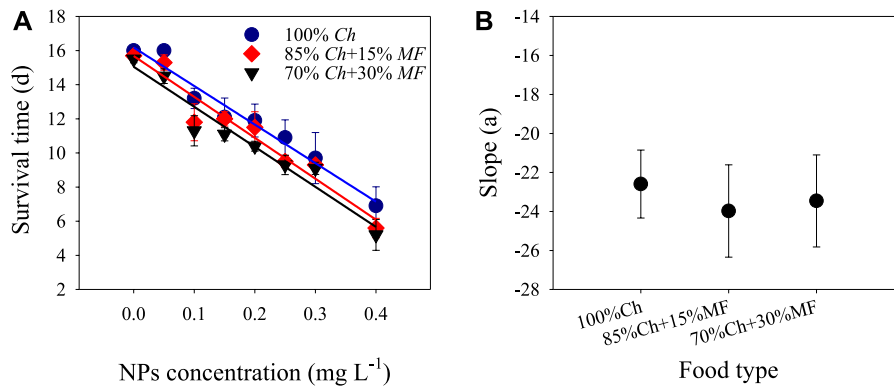 A
18
16
14
12
10
8
6
4
2
Survival time (d)
100% Ch
85% Ch+15% MF
70% Ch+30% MF
0.0 0.1 0.2 0.3 0.4
NPs concentration (mg L⁻¹)
B
-14
-16
-18
-20
-22
-24
-26
-28
Slope (a)
100%Ch
85%Ch+15%MF
70%Ch+30%MF
Food type